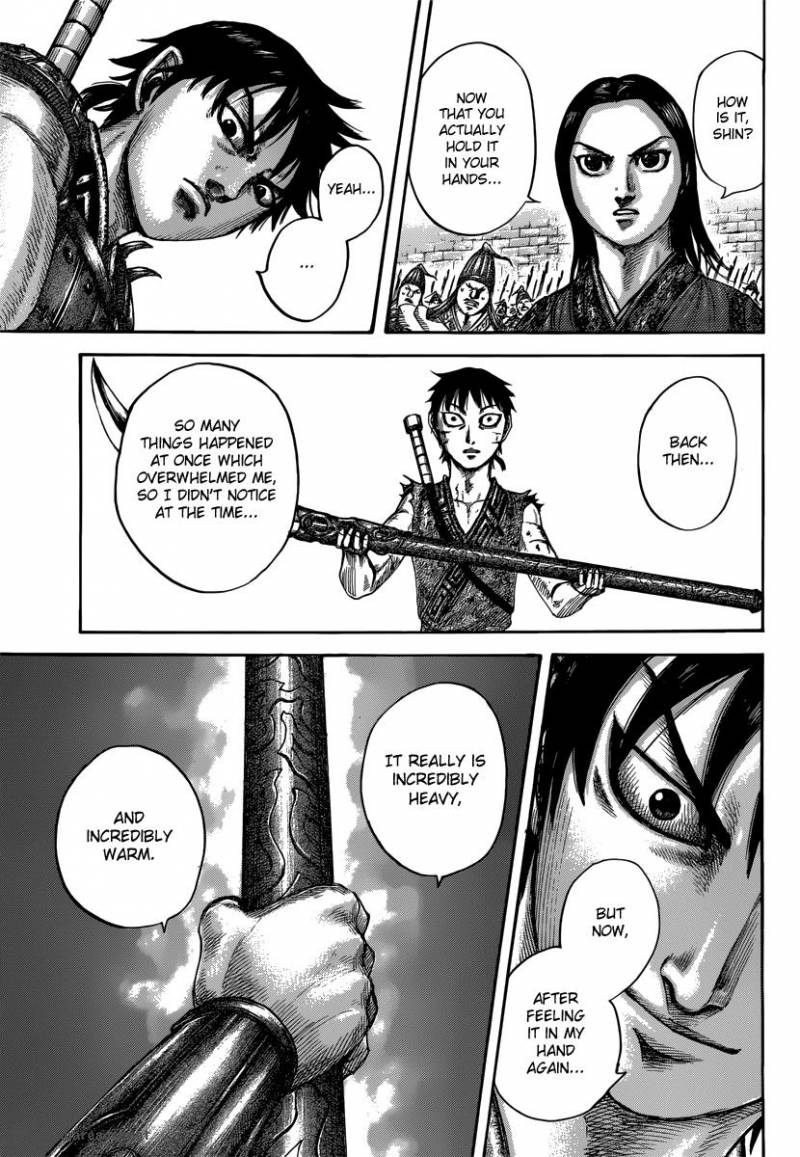 HOW
IS IT,
SHIN?
NOW
THAT YOU
ACTUALLY
HOLD IT
IN YOUR
HANDS...
YEAH...
...
BACK
THEN...
SO MANY
THINGS HAPPENED
AT ONCE WHICH
OVERWHELMED ME,
SO I DIDN'T NOTICE
AT THE TIME...
BUT
NOW,
AFTER
FEELING
IT IN MY
HAND
AGAIN...
IT REALLY IS
INCREDIBLY
HEAVY,
AND
INCREDIBLY
WARM.